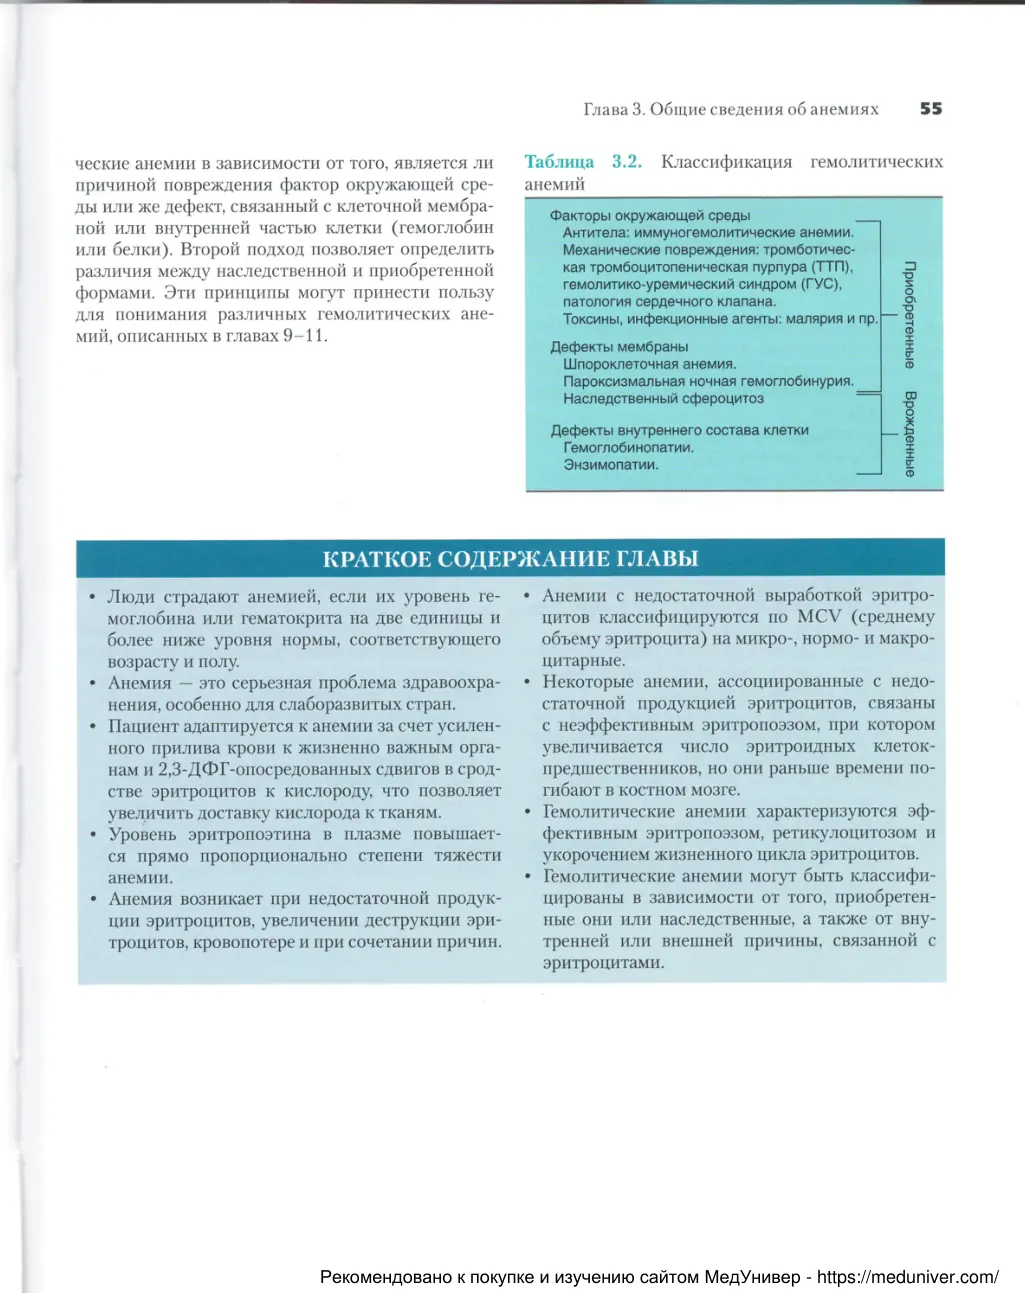 Глава 3. Общие сведения об анемиях 55
ческие анемии в зависимости от того, является ли
причиной повреждения фактор окружающей сре-
ды или же дефект, связанный с клеточной мембра-
ной или внутренней частью клетки (гемоглобин
или белки). Второй подход позволяет определить
различия между наследственной и приобретенной
формами. Эти принципы могут принести пользу
для понимания различных гемолитических ане-
мий, описанных в главах 9–11.
Таблица 3.2. Классификация гемолитических
анемий
Факторы окружающей среды
Антитела: иммуногемолитические анемии.
Механические повреждения: тромботичес-
кая тромбоцитопеническая пурпура (ТТП),
гемолитико-уремический синдром (ГУС),
патология сердечного клапана.
Токсины, инфекционные агенты: малярия и пр.
Дефекты мембраны
Шпороклеточная анемия.
Пароксизмальная ночная гемоглобинурия.
Наследственный сфероцитоз
Дефекты внутреннего состава клетки
Гемоглобинопатии.
Энзимопатии.
Приобретенные
Врожденные
КРАТКОЕ СОДЕРЖАНИЕ ГЛАВЫ
• Люди страдают анемией, если их уровень ге-
моглобина или гематокрита на две единицы и
более ниже уровня нормы, соответствующего
возрасту и полу.
• Анемия — это серьезная проблема здравоохра-
нения, особенно для слаборазвитых стран.
• Пациент адаптируется к анемии за счет усилен-
ного прилива крови к жизненно важным орга-
нам и 2,3-ДФГ-опосредованных сдвигов в срод-
стве эритроцитов к кислороду, что позволяет
увеличить доставку кислорода к тканям.
• Уровень эритропоэтина в плазме повышает-
ся прямо пропорционально степени тяжести
анемии.
• Анемия возникает при недостаточной продук-
ции эритроцитов, увеличении деструкции эри-
троцитов, кровопотере и при сочетании причин.
• Анемии с недостаточной выработкой эритро-
цитов классифицируются по MCV (среднему
объему эритроцита) на микро-, нормо- и макро-
цитарные.
• Некоторые анемии, ассоциированные с недо-
статочной продукцией эритроцитов, связаны
с неэффективным эритропоэзом, при котором
увеличивается число эритроидных клеток-
предшественников, но они раньше времени по-
гибают в костном мозге.
• Гемолитические анемии характеризуются эф-
фективным эритропоэзом, ретикулоцитозом и
укорочением жизненного цикла эритроцитов.
• Гемолитические анемии могут быть классифи-
цированы в зависимости от того, приобретен-
ные они или наследственные, а также от вну-
тренней или внешней причины, связанной с
эритроцитами.
Рекомендовано к покупке и изучению сайтом МедУнивер - https://meduniver.com/